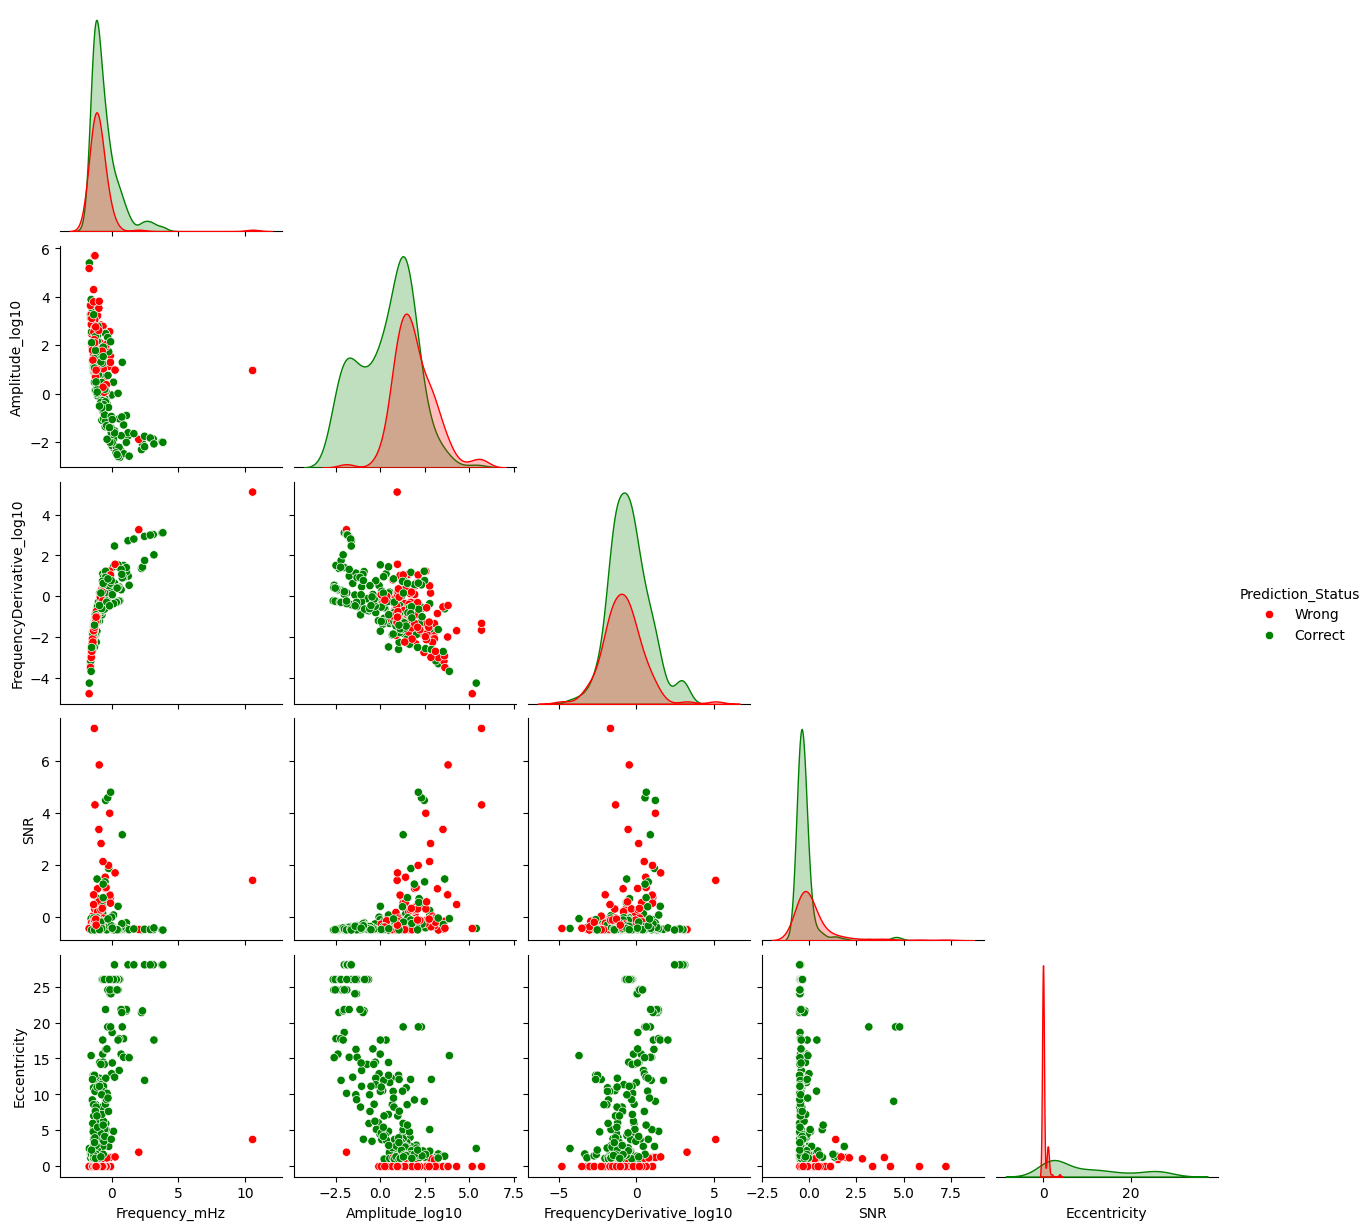 6
4
2
0
−2
Amplitude_log10
4
2
0
−2
−4
FrequencyDerivative_log10
6
4
2
0
SNR
25
20
15
10
5
0
Eccentricity
0 5 10
−2.5 0.0 2.5 5.0 7.5
−5 0 5
−2.5 0.0 2.5 5.0 7.5
0 20
Frequency_mHz
Amplitude_log10
FrequencyDerivative_log10
SNR
Eccentricity
Prediction_Status
Wrong
Correct